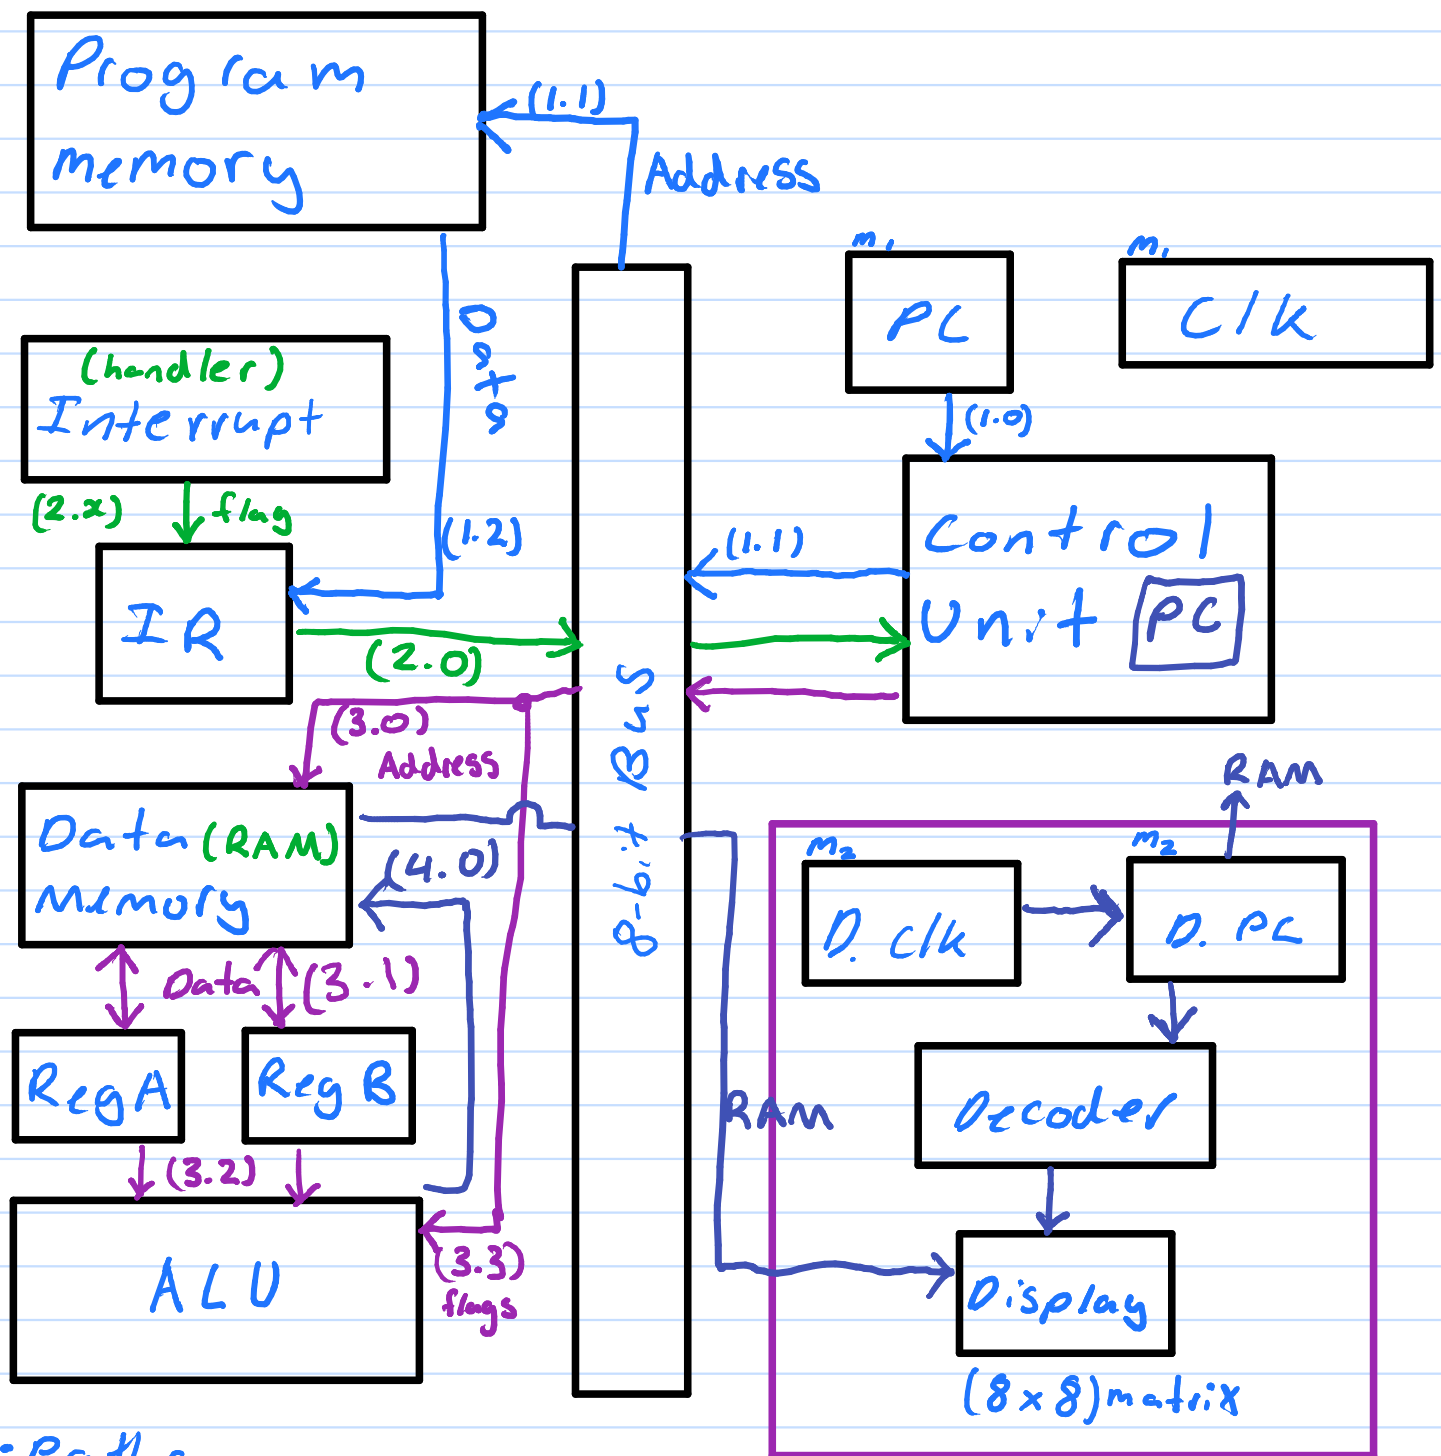 Program
memory
(1.1)
Address
m1
PC
m1
Clk
Data
(handler)
Interrupt
(1.0)
(2.x)
flag
(1.2)
(1.1)
Control
Unit PC
IR
(2.0)
8-bit Bus
(3.0)
Address
RAM
Data (RAM)
Memory
(4.0)
m2
D. Clk
m2
D. PC
Data (3.1)
Reg A
Reg B
RAM
Decoder
(3.2)
ALU
(3.3)
flags
Display
(8x8) matrix